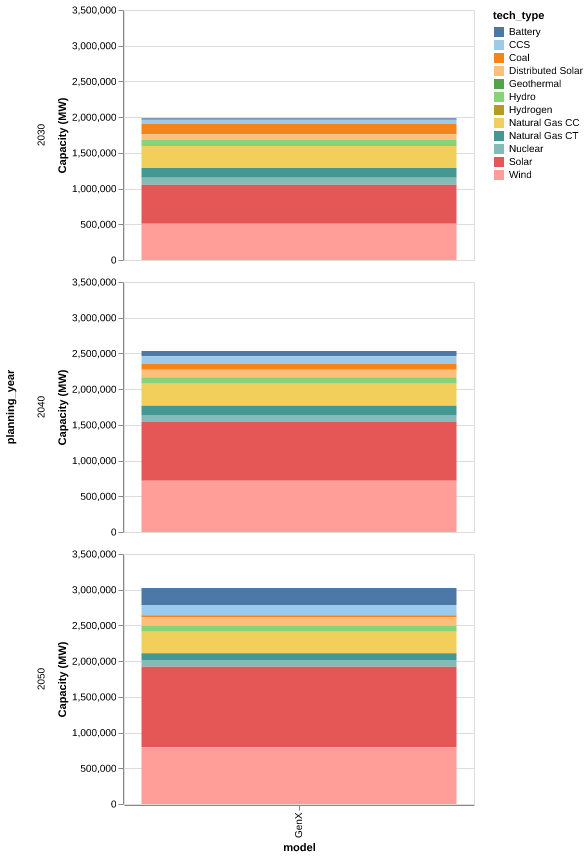 tech_type
Battery
CCS
Coal
Distributed Solar
Geothermal
Hydro
Hydrogen
Natural Gas CC
Natural Gas CT
Nuclear
Solar
Wind
planning_year
2030
Capacity (MW)
3,500,000
3,000,000
2,500,000
2,000,000
1,500,000
1,000,000
500,000
0
2040
Capacity (MW)
3,500,000
3,000,000
2,500,000
2,000,000
1,500,000
1,000,000
500,000
0
2050
Capacity (MW)
3,500,000
3,000,000
2,500,000
2,000,000
1,500,000
1,000,000
500,000
0
GenX
model